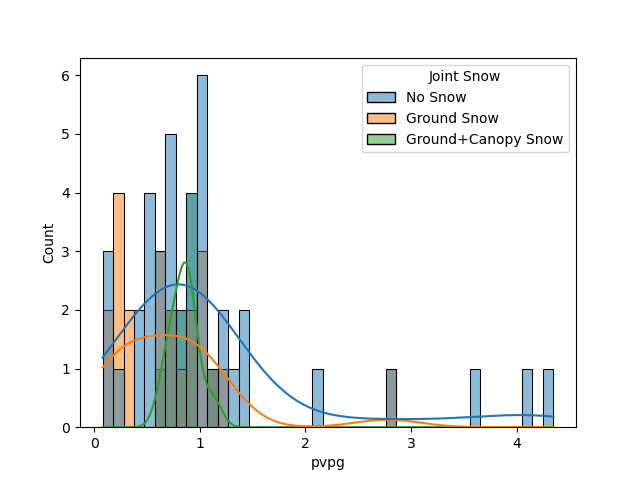 Joint Snow
No Snow
Ground Snow
Ground+Canopy Snow
6
5
4
3
2
1
0
Count
0 1 2 3 4
pvpg